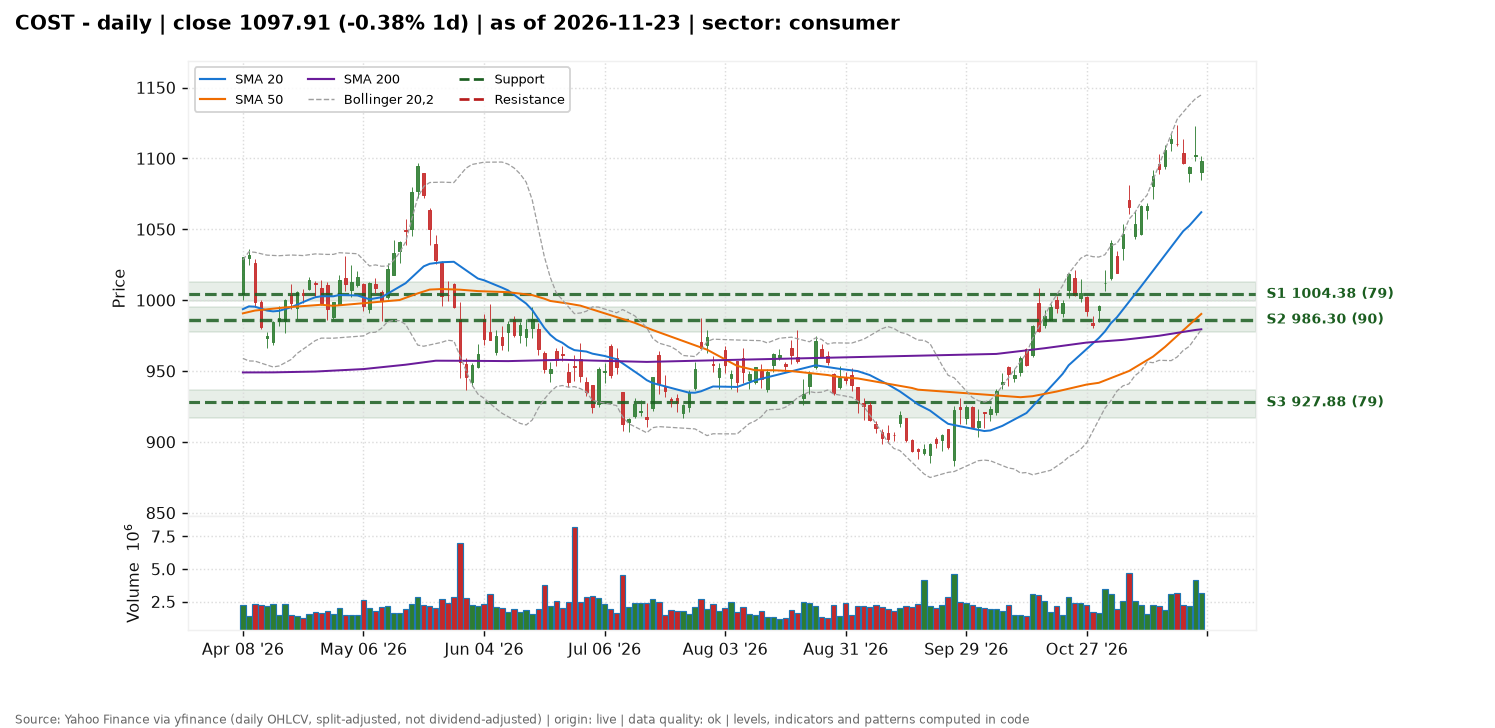 COST - daily | close 1097.91 (-0.38% 1d) | as of 2026-11-23 | sector: consumer
SMA 20
SMA 50
SMA 200
Bollinger 20,2
Support
Resistance
Price
1150
1100
1050
1000
950
900
850
S1 1004.38 (79)
S2 986.30 (90)
S3 927.88 (79)
Volume 10⁶
7.5
5.0
2.5
Apr 08 '26
May 06 '26
Jun 04 '26
Jul 06 '26
Aug 03 '26
Aug 31 '26
Sep 29 '26
Oct 27 '26
Source: Yahoo Finance via yfinance (daily OHLCV, split-adjusted, not dividend-adjusted) | origin: live | data quality: ok | levels, indicators and patterns computed in code